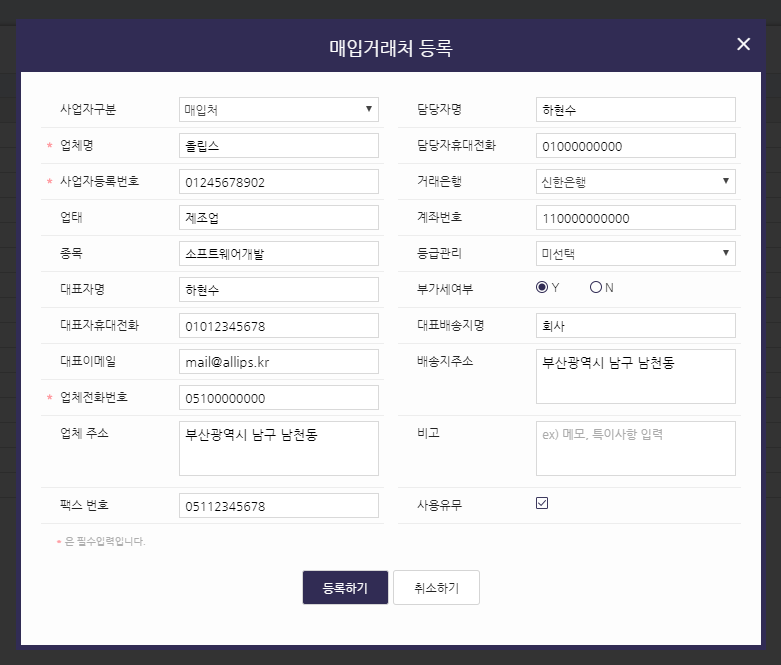 매입거래처 등록
사업자구분 매입처
* 업체명 올립스
* 사업자등록번호 01245678902
업태 제조업
종목 소프트웨어개발
대표자명 하현수
대표자휴대전화 01012345678
대표이메일 mail@allips.kr
* 업체전화번호 05100000000
업체 주소 부산광역시 남구 남천동
팩스 번호 05112345678
담당자명 하현수
담당자휴대전화 01000000000
거래은행 신한은행
계좌번호 110000000000
등급관리 미선택
부가세여부 Y N
대표배송지명 회사
배송지주소 부산광역시 남구 남천동
비고 ex) 메모, 특이사항 입력
사용유무
* 은 필수입력입니다.
등록하기 취소하기